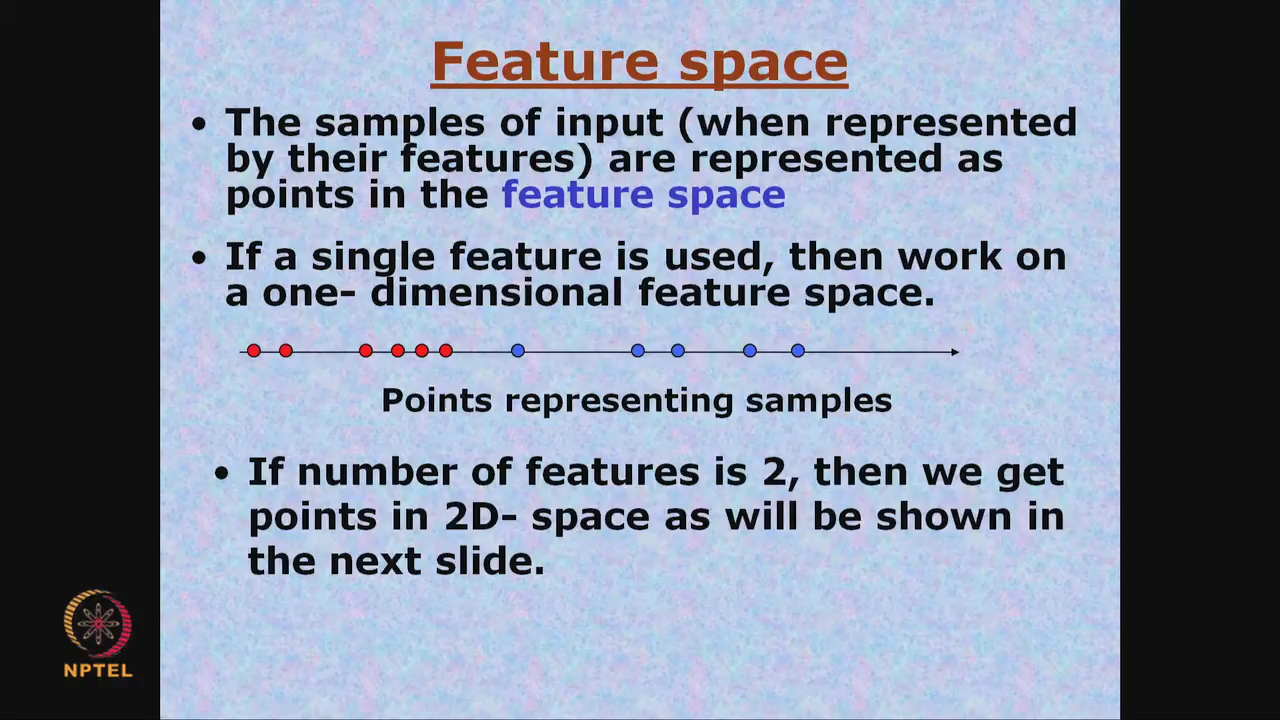 Feature space
• The samples of input (when represented
by their features) are represented as
points in the feature space
• If a single feature is used, then work on
a one- dimensional feature space.
Points representing samples
• If number of features is 2, then we get
points in 2D- space as will be shown in
the next slide.
NPTEL